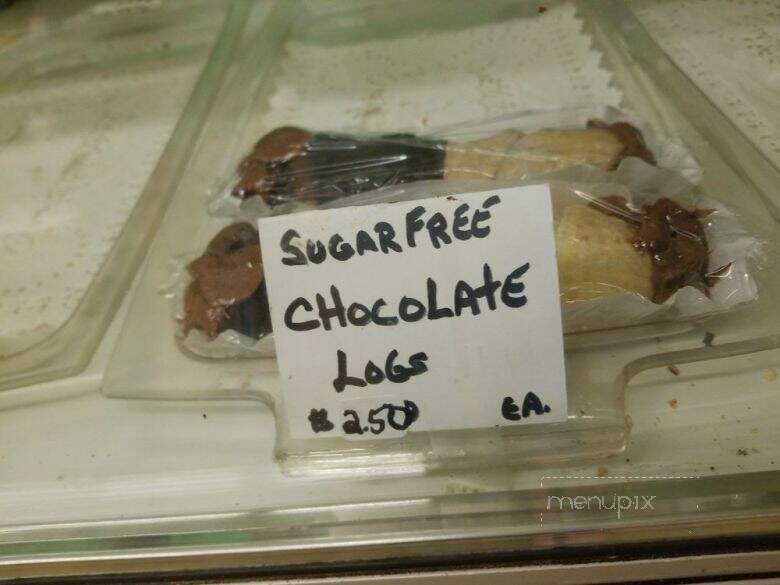 SUGAR FREE
CHOCOLATE
LOGS
$2.50 EA.
menupix